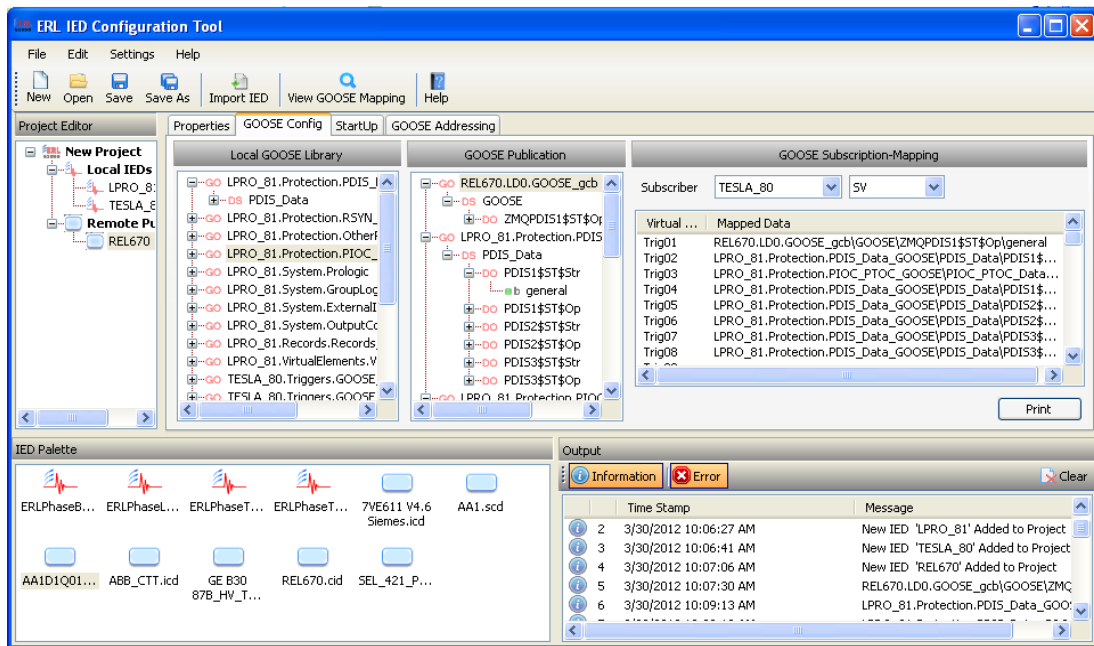 ERL IED Configuration Tool
File Edit Settings Help
New Open Save Save As Import IED View GOOSE Mapping Help
Project Editor
Properties GOOSE Config StartUp GOOSE Addressing
New Project
Local IEDs
LPRO_8
TESLA_
Remote
REL670
Local GOOSE Library
GO LPRO_81.Protection.PDIS_
DS PDIS_Data
GO LPRO_81.Protection.RSYN_
GO LPRO_81.Protection.Other
GO LPRO_81.Protection.PIOC_
GO LPRO_81.System.Prologic
GO LPRO_81.System.GroupLog
GO LPRO_81.System.External
GO LPRO_81.System.OutputCo
GO LPRO_81.Records.Records_
GO LPRO_81.VirtualElements.V
GO TESLA_80.Triggers.GOOSE_
GO TESLA_80.Triggers.GOOSE
GOOSE Publication
GO REL670.LD0.GOOSE_gcb
DS GOOSE
DO ZMQPDIS1$ST$Op
GO LPRO_81.Protection.PDIS
DS PDIS_Data
DO PDIS1$ST$Str
b general
DO PDIS1$ST$Op
DO PDIS2$ST$Str
DO PDIS2$ST$Op
DO PDIS3$ST$Str
DO PDIS3$ST$Op
GO LPRO_81.Protection.PIOC
GOOSE Subscription-Mapping
Subscriber TESLA_80 SV
Virtual ... Mapped Data
Trig01 REL670.LD0.GOOSE_gcb\GOOSE\ZMQPDIS1$ST$Op\general
Trig02 LPRO_81.Protection.PDIS_Data_GOOSE\PDIS_Data\PDIS1$...
Trig03 LPRO_81.Protection.PIOC_PTOC_GOOSE\PIOC_PTOC_Data...
Trig04 LPRO_81.Protection.PDIS_Data_GOOSE\PDIS_Data\PDIS1$...
Trig05 LPRO_81.Protection.PDIS_Data_GOOSE\PDIS_Data\PDIS2$...
Trig06 LPRO_81.Protection.PDIS_Data_GOOSE\PDIS_Data\PDIS2$...
Trig07 LPRO_81.Protection.PDIS_Data_GOOSE\PDIS_Data\PDIS3$...
Trig08 LPRO_81.Protection.PDIS_Data_GOOSE\PDIS_Data\PDIS3$...
Print
IED Palette
ERLPhaseB... ERLPhaseL... ERLPhaseT... ERLPhaseT... 7VE611 V4.6 AA1.scd
Siemes.icd
AA1D1Q01... ABB_CTT.icd GE B30 REL670.cid SEL_421_P...
87B_HV_T...
Output
Information Error Clear
Time Stamp Message
2 3/30/2012 10:06:27 AM New IED 'LPRO_81' Added to Project
3 3/30/2012 10:06:41 AM New IED 'TESLA_80' Added to Project
4 3/30/2012 10:07:06 AM New IED 'REL670' Added to Project
5 3/30/2012 10:07:30 AM REL670.LD0.GOOSE_gcb\GOOSE\ZMQ
6 3/30/2012 10:09:13 AM LPRO_81.Protection.PDIS_Data_GOO